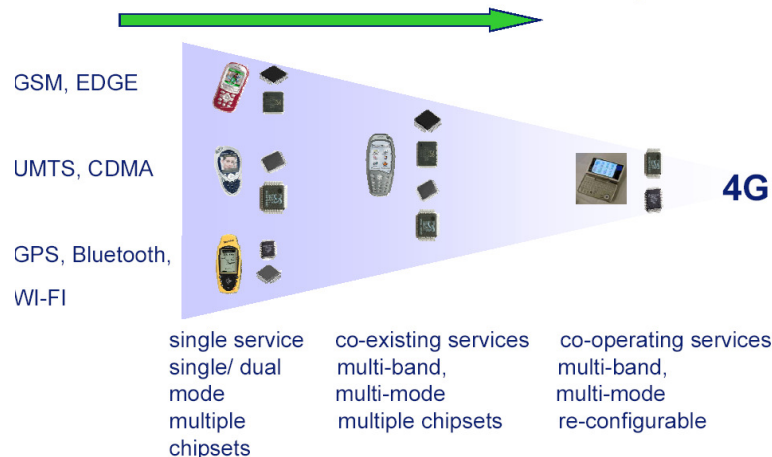 GSM, EDGE
UMTS, CDMA
GPS, Bluetooth,
WI-FI
4G
single service
single/ dual
mode
multiple
chipsets
co-existing services
multi-band,
multi-mode
multiple chipsets
co-operating services
multi-band,
multi-mode
re-configurable